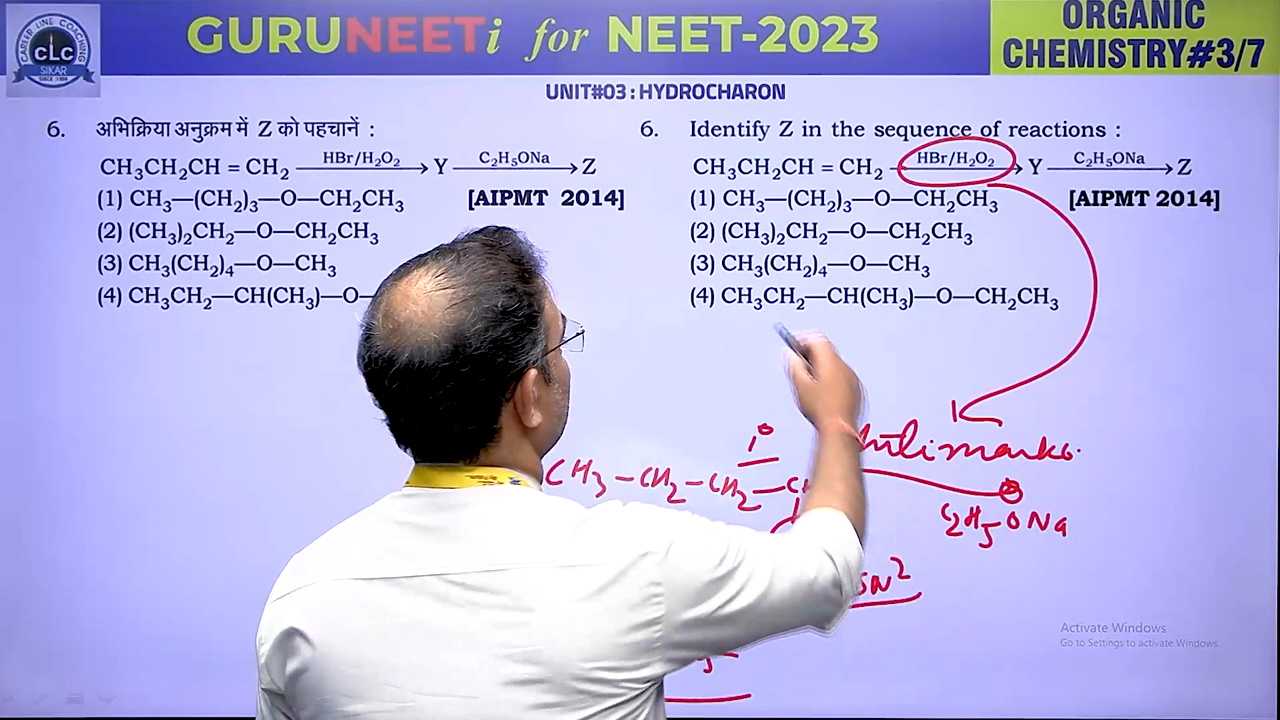 CAREER LINE COACHING
CLC
SIKAR
SINCE 1996
GURUNEETi for NEET-2023
ORGANIC
CHEMISTRY#3/7
UNIT#03 : HYDROCHARON
6. अभिक्रिया अनुक्रम में Z को पहचानें :
CH₃CH₂CH = CH₂ —HBr/H₂O₂→ Y —C₂H₅ONa→ Z
(1) CH₃—(CH₂)₃—O—CH₂CH₃ [AIPMT 2014]
(2) (CH₃)₂CH₂—O—CH₂CH₃
(3) CH₃(CH₂)₄—O—CH₃
(4) CH₃CH₂—CH(CH₃)—O—
6. Identify Z in the sequence of reactions :
CH₃CH₂CH = CH₂ —HBr/H₂O₂→ Y —C₂H₅ONa→ Z
(1) CH₃—(CH₂)₃—O—CH₂CH₃ [AIPMT 2014]
(2) (CH₃)₂CH₂—O—CH₂CH₃
(3) CH₃(CH₂)₄—O—CH₃
(4) CH₃CH₂—CH(CH₃)—O—CH₂CH₃
1°
CH₃–CH₂–CH₂–
C₂H₅ONa
SN²
Activate Windows
Go to Settings to activate Windows.